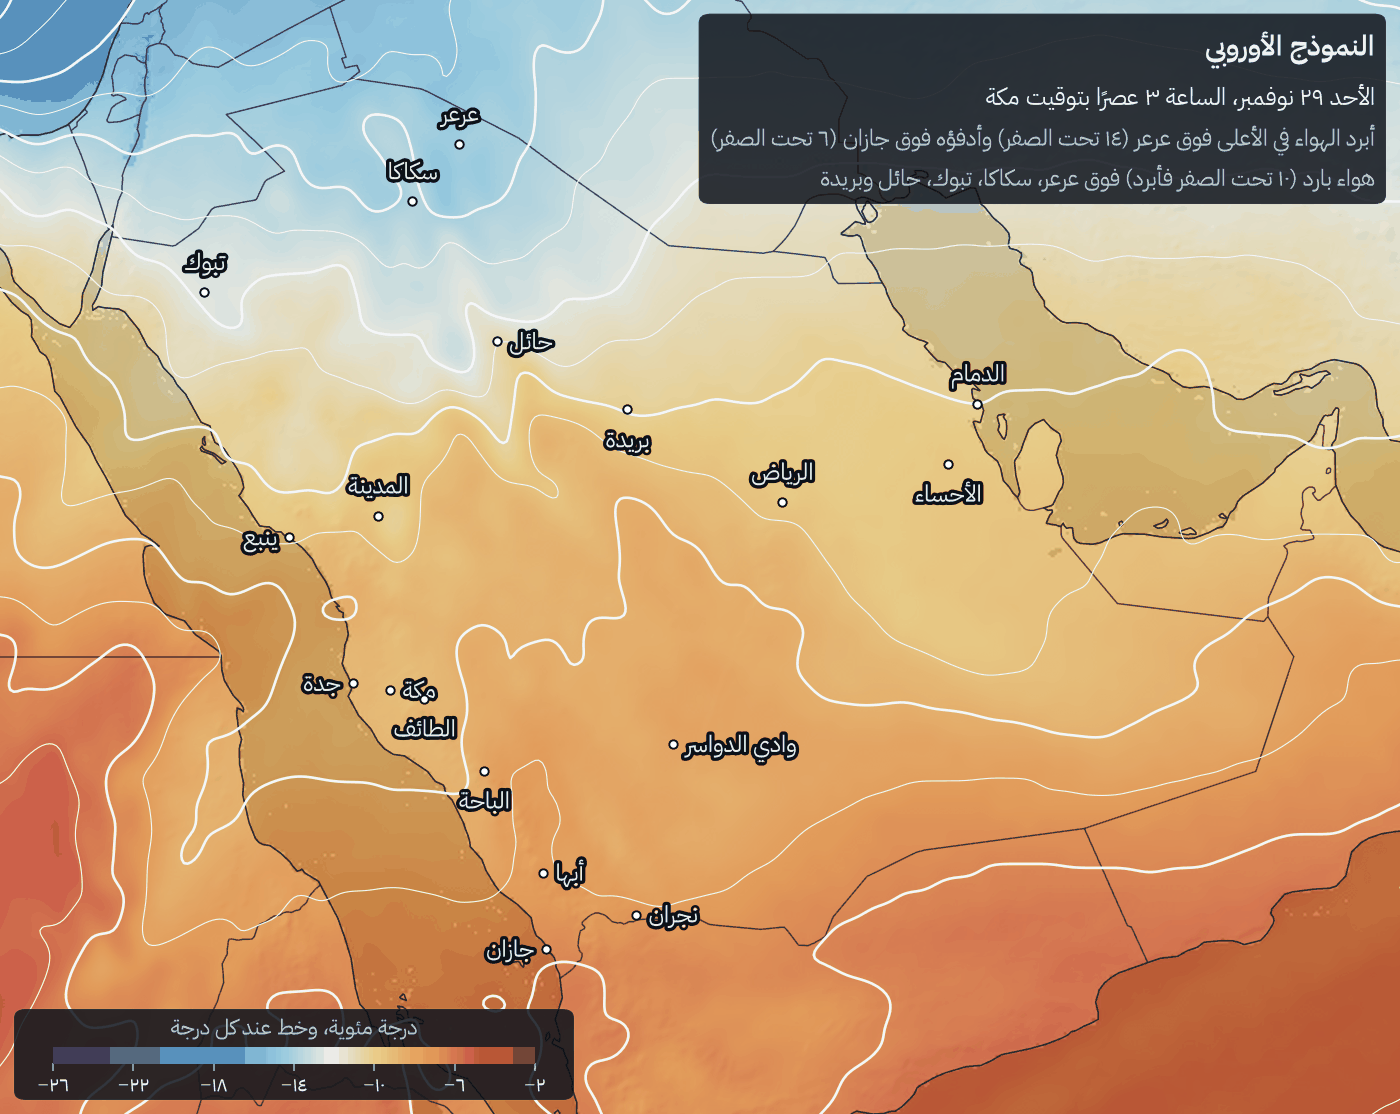 النموذج الأوروبي
الأحد ٢٩ نوفمبر، الساعة ٣ عصرًا بتوقيت مكة
أبرد الهواء في الأعلى فوق عرعر (١٤ تحت الصفر) وأدفؤه فوق جازان (٦ تحت الصفر)
هواء بارد (١٠ تحت الصفر فأبرد) فوق عرعر، سكاكا، تبوك، حائل وبريدة
عرعر
سكاكا
تبوك
حائل
الدمام
بريدة
الرياض
الأحساء
المدينة
ينبع
جدة
مكة
الطائف
وادي الدواسر
الباحة
أبها
نجران
جازان
درجة مئوية، وخط عند كل درجة
−٢٦ −٢٢ −١٨ −١٤ −١٠ −٦ −٢